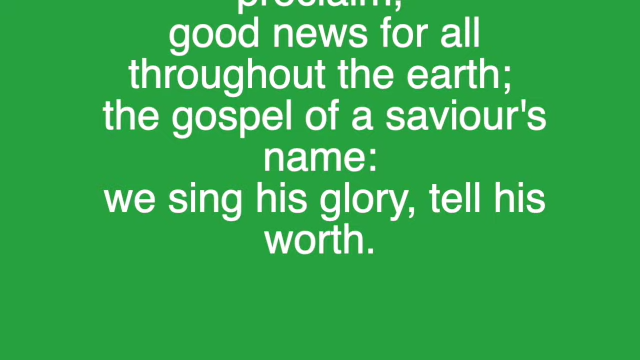 proclaim,
good news for all
throughout the earth;
the gospel of a saviour's
name:
we sing his glory, tell his
worth.